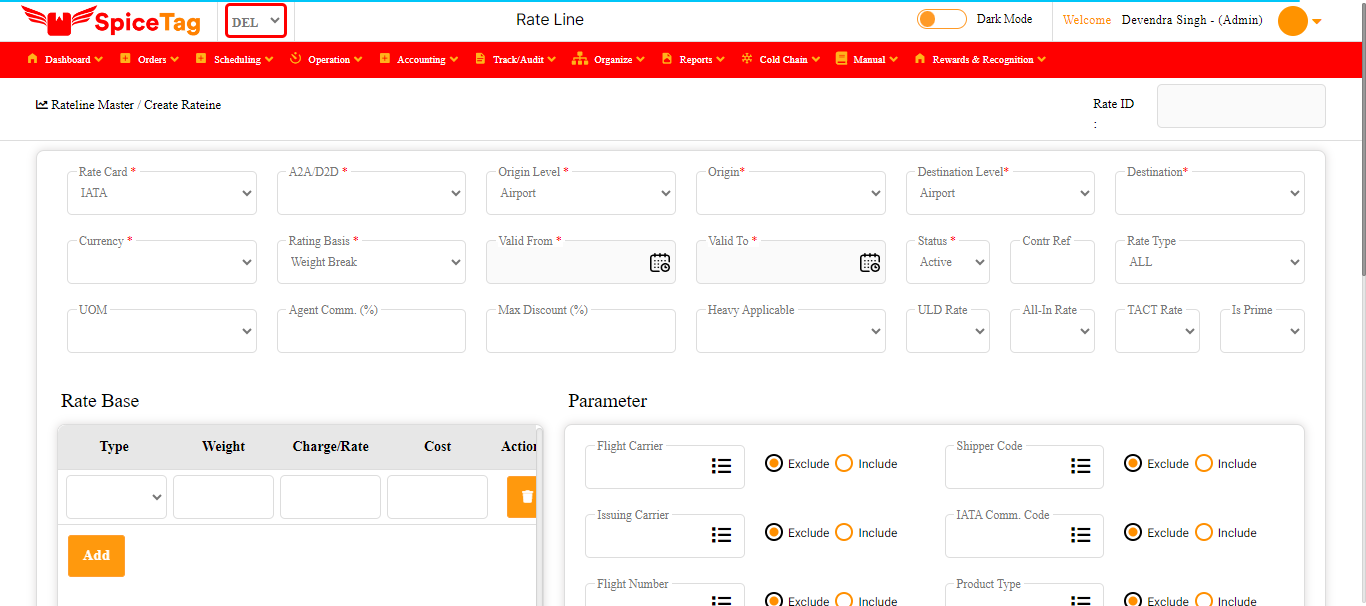 SpiceTag DEL Rate Line Dark Mode Welcome Devendra Singh - (Admin)
Dashboard Orders Scheduling Operation Accounting Track/Audit Organize Reports Cold Chain Manual Rewards & Recognition
Rateline Master / Create Rateine Rate ID
:
Rate Card * A2A/D2D * Origin Level * Origin* Destination Level* Destination*
IATA Airport Airport
Currency * Rating Basis * Valid From * Valid To * Status * Contr Ref Rate Type
Weight Break Active ALL
UOM Agent Comm. (%) Max Discount (%) Heavy Applicable ULD Rate All-In Rate TACT Rate Is Prime
Rate Base Parameter
Type Weight Charge/Rate Cost Action
Flight Carrier Shipper Code
Exclude Include Exclude Include
Issuing Carrier IATA Comm. Code
Exclude Include Exclude Include
Add
Flight Number Product Type
Exclude Include Exclude Include